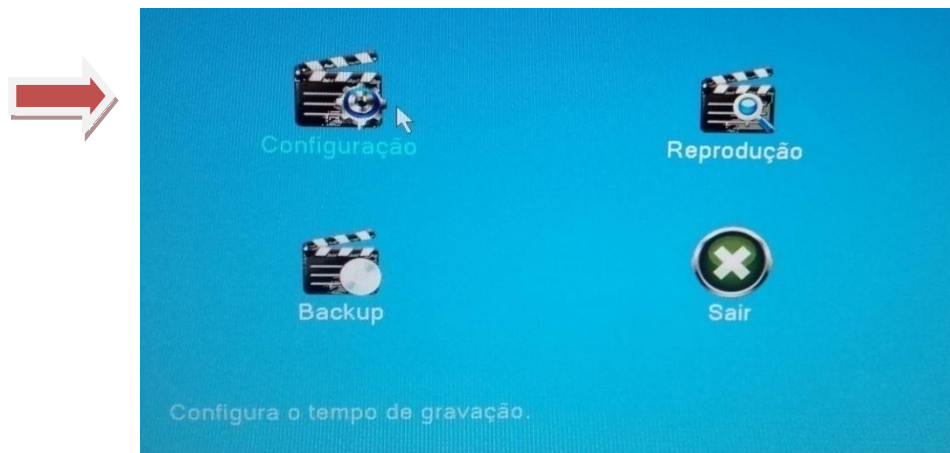 Configuração
Reprodução
Backup
Sair
Configura o tempo de gravação.